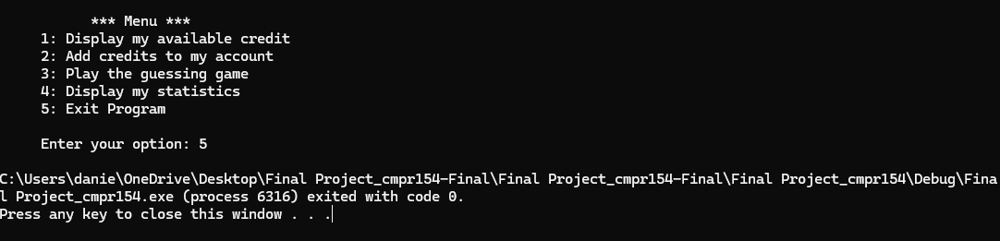 *** Menu ***
1: Display my available credit
2: Add credits to my account
3: Play the guessing game
4: Display my statistics
5: Exit Program
Enter your option: 5
C:\Users\danie\OneDrive\Desktop\Final Project_cmpr154-Final\Final Project_cmpr154-Final\Final Project_cmpr154\Debug\Fina
l Project_cmpr154.exe (process 6316) exited with code 0.
Press any key to close this window . . .